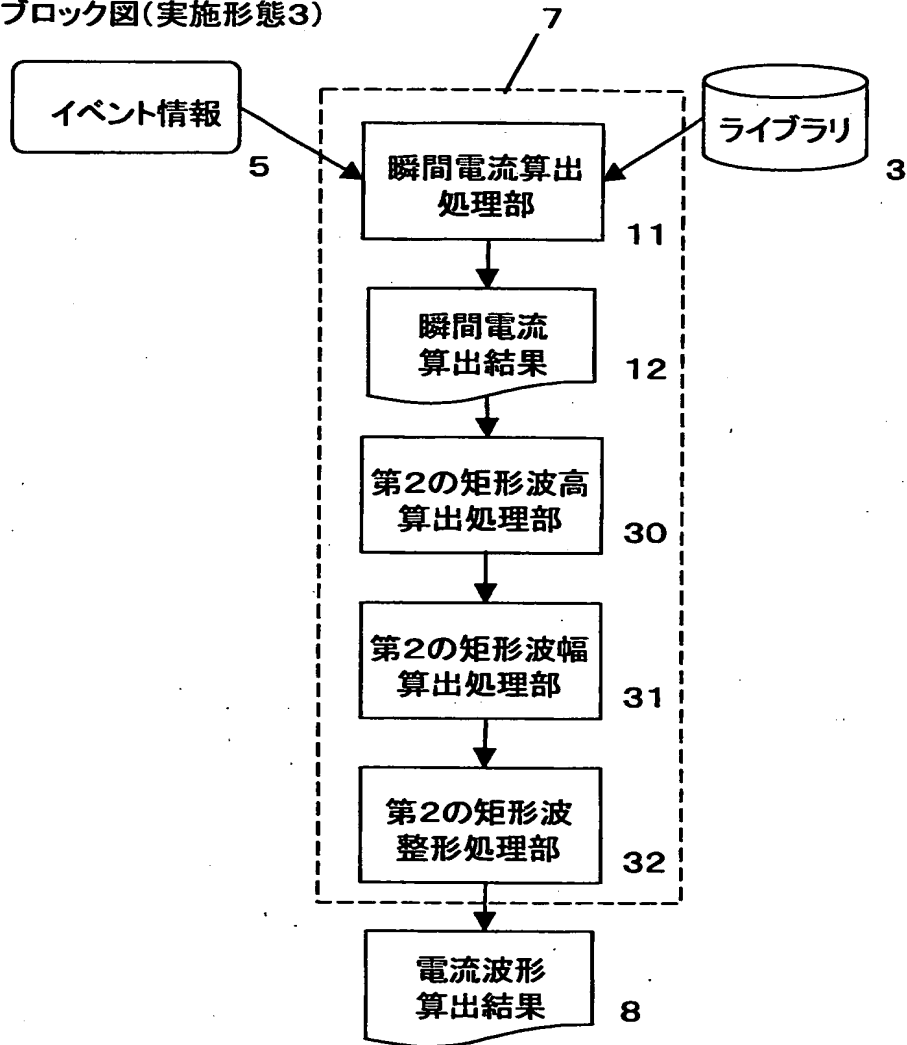 ブロック図(実施形態3)
7
イベント情報
5
ライブラリ
3
瞬間電流算出
処理部
11
瞬間電流
算出結果
12
第2の矩形波高
算出処理部
30
第2の矩形波幅
算出処理部
31
第2の矩形波
整形処理部
32
電流波形
算出結果
8